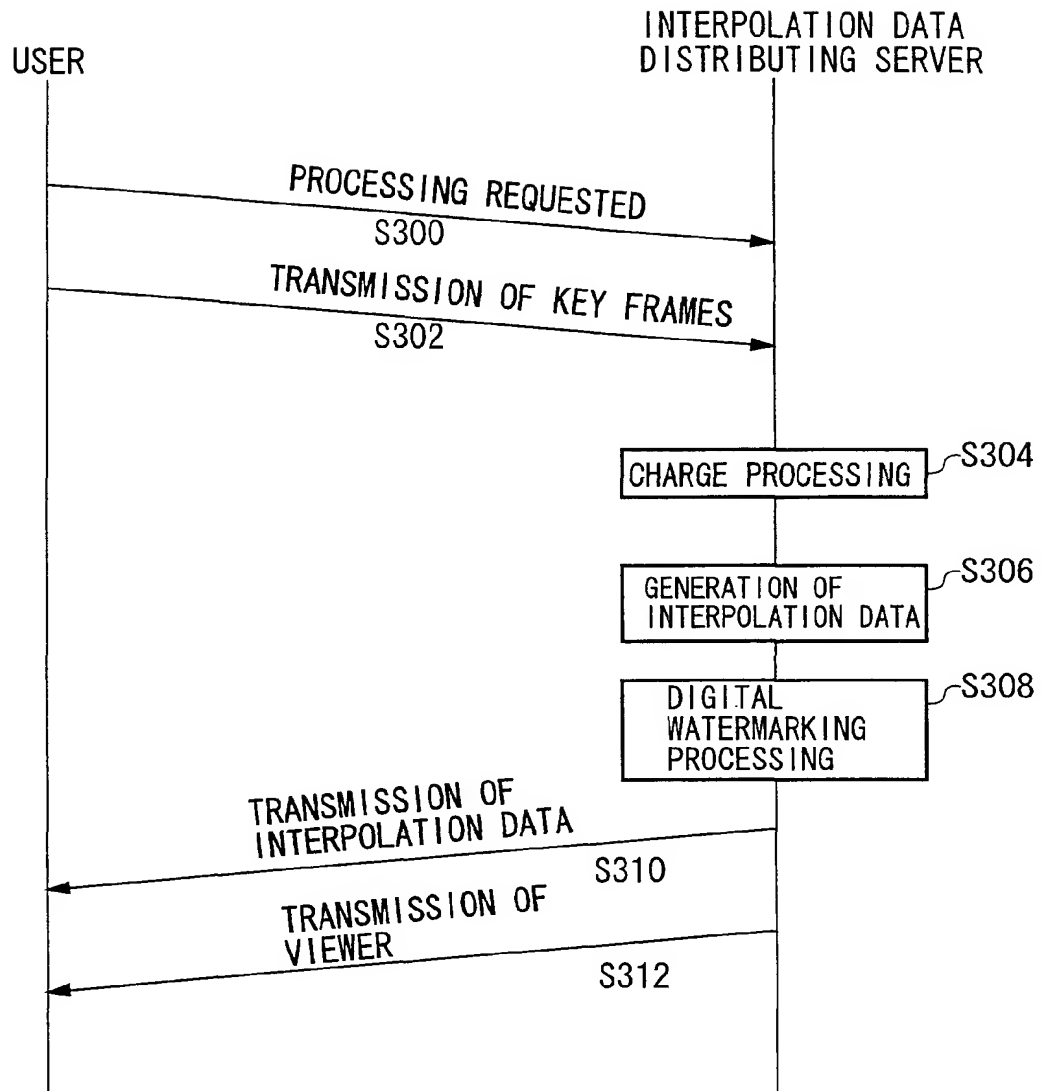 USER
INTERPOLATION DATA
DISTRIBUTING SERVER
PROCESSING REQUESTED
S300
TRANSMISSION OF KEY FRAMES
S302
CHARGE PROCESSING
S304
GENERATION OF
INTERPOLATION DATA
S306
DIGITAL
WATERMARKING
PROCESSING
S308
TRANSMISSION OF
INTERPOLATION DATA
S310
TRANSMISSION OF
VIEWER
S312